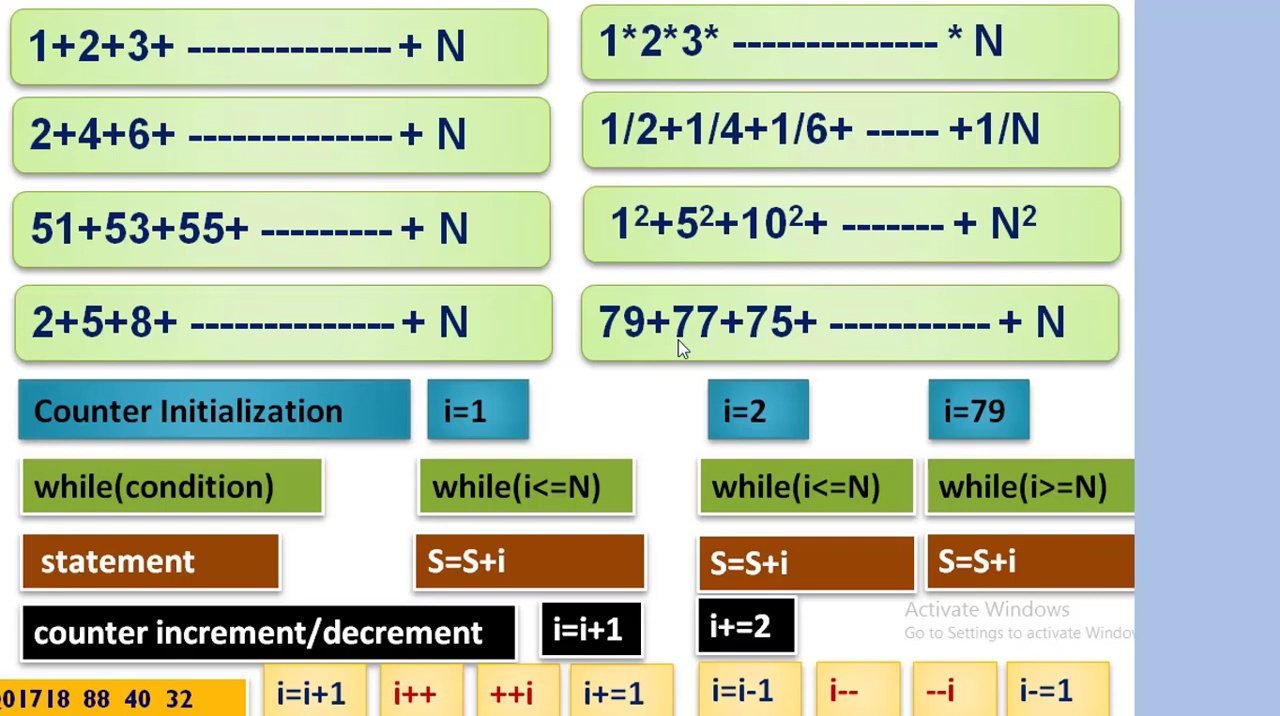 1+2+3+ -------------- + N
1*2*3* -------------- * N
2+4+6+ -------------- + N
1/2+1/4+1/6+ ----- +1/N
51+53+55+ --------- + N
1²+5²+10²+ ------- + N²
2+5+8+ -------------- + N
79+77+75+ ----------- + N
Counter Initialization i=1 i=2 i=79
while(condition) while(i<=N) while(i<=N) while(i>=N)
statement S=S+i S=S+i S=S+i
Activate Windows
Go to Settings to activate Windo
counter increment/decrement i=i+1 i+=2
01718 88 40 32 i=i+1 i++ ++i i+=1 i=i-1 i-- --i i-=1